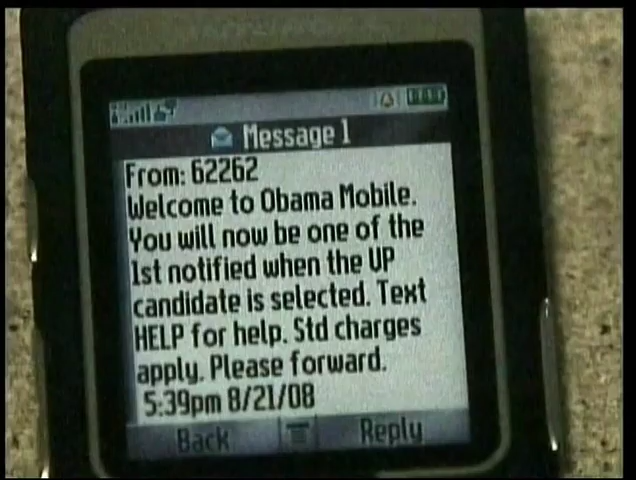 Message 1
From: 62262
Welcome to Obama Mobile.
You will now be one of the
1st notified when the VP
candidate is selected. Text
HELP for help. Std charges
apply. Please forward.
5:39pm 8/21/08
Back
Reply